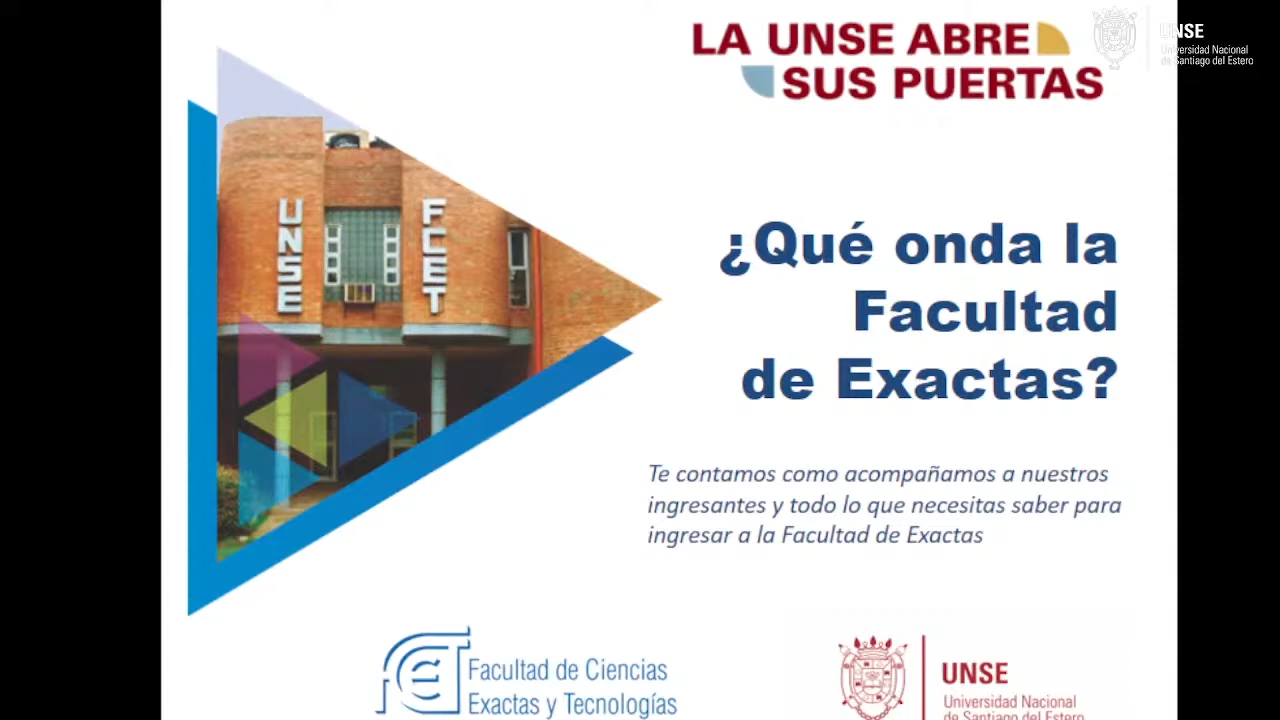 LA UNSE ABRE
SUS PUERTAS
UNSE
Universidad Nacional
de Santiago del Estero
UNSE
FCET
¿Qué onda la
Facultad
de Exactas?
Te contamos como acompañamos a nuestros
ingresantes y todo lo que necesitas saber para
ingresar a la Facultad de Exactas
Facultad de Ciencias
Exactas y Tecnologías
UNSE
Universidad Nacional
de Santiago del Estero